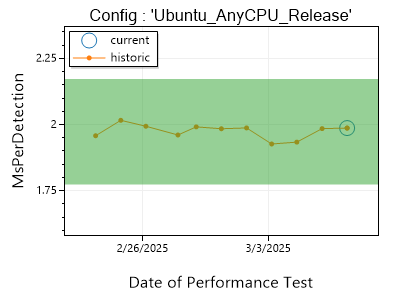 Config : 'Ubuntu_AnyCPU_Release'
current
historic
MsPerDetection
2.25
2
1.75
2/26/2025
3/3/2025
Date of Performance Test